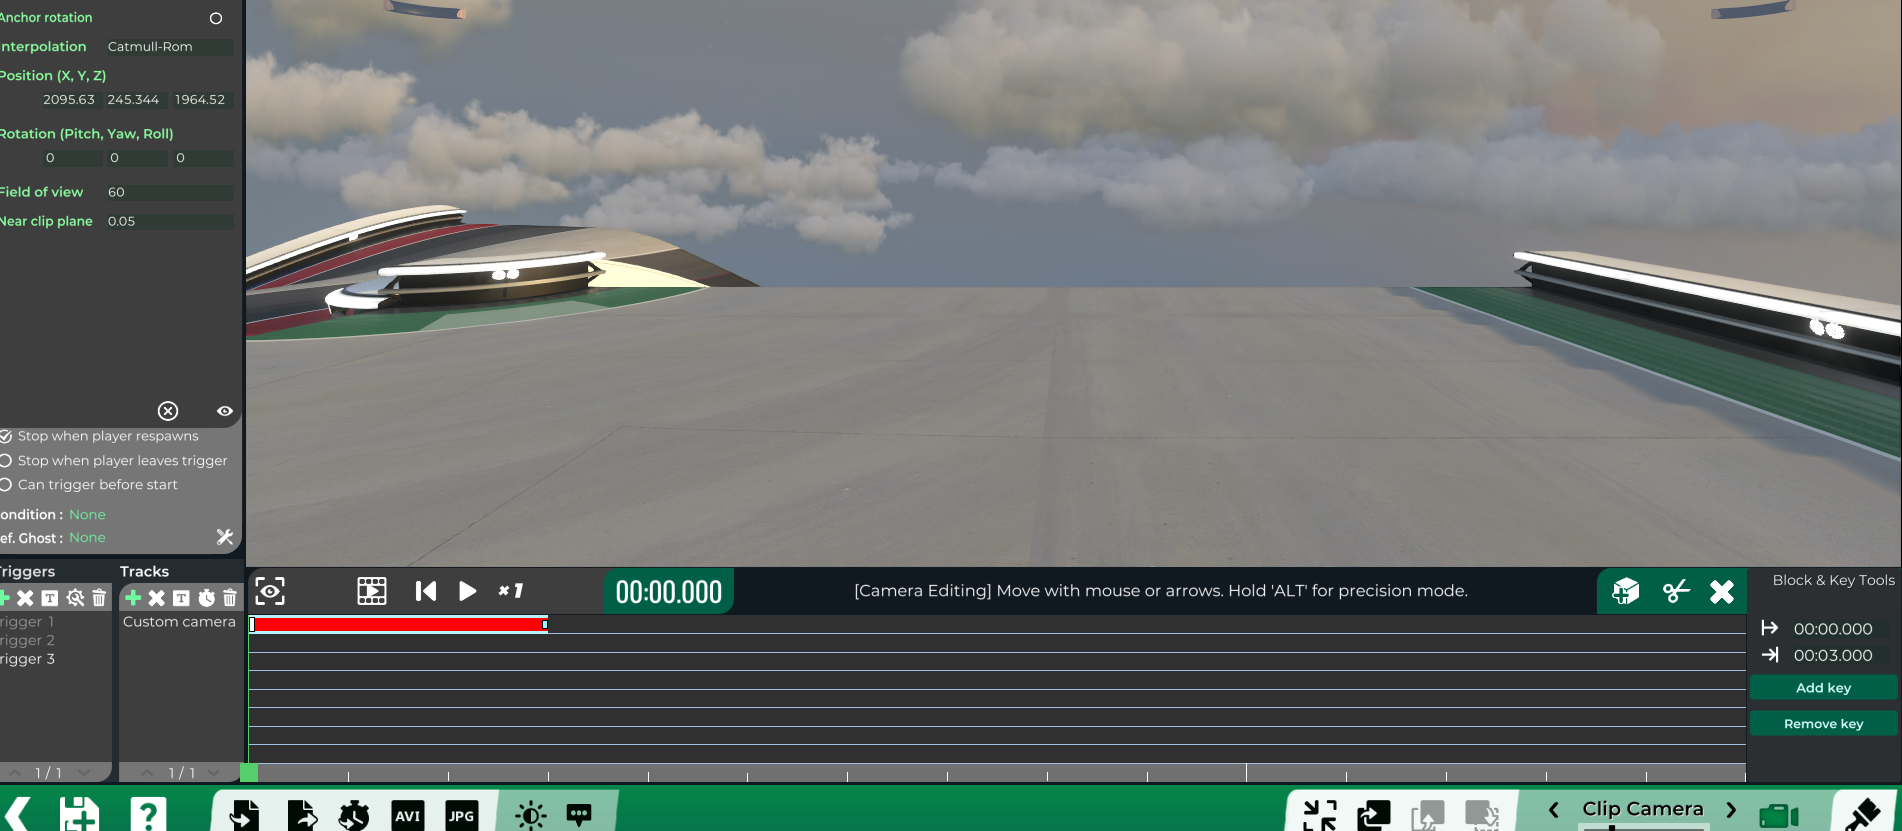 Anchor rotation
Interpolation Catmull-Rom
Position (X, Y, Z)
2095.63 245.344 1964.52
Rotation (Pitch, Yaw, Roll)
0 0 0
Field of view 60
Near clip plane 0.05
Stop when player respawns
Stop when player leaves trigger
Can trigger before start
ondition : None
ef. Ghost : None
Triggers Tracks
T T
rigger 1 Custom camera
rigger 2
rigger 3
1 / 1 1 / 1
×1
00:00.000
[Camera Editing] Move with mouse or arrows. Hold 'ALT' for precision mode.
Block & Key Tools
00:00.000
00:03.000
Add key
Remove key
? AVI JPG
Clip Camera